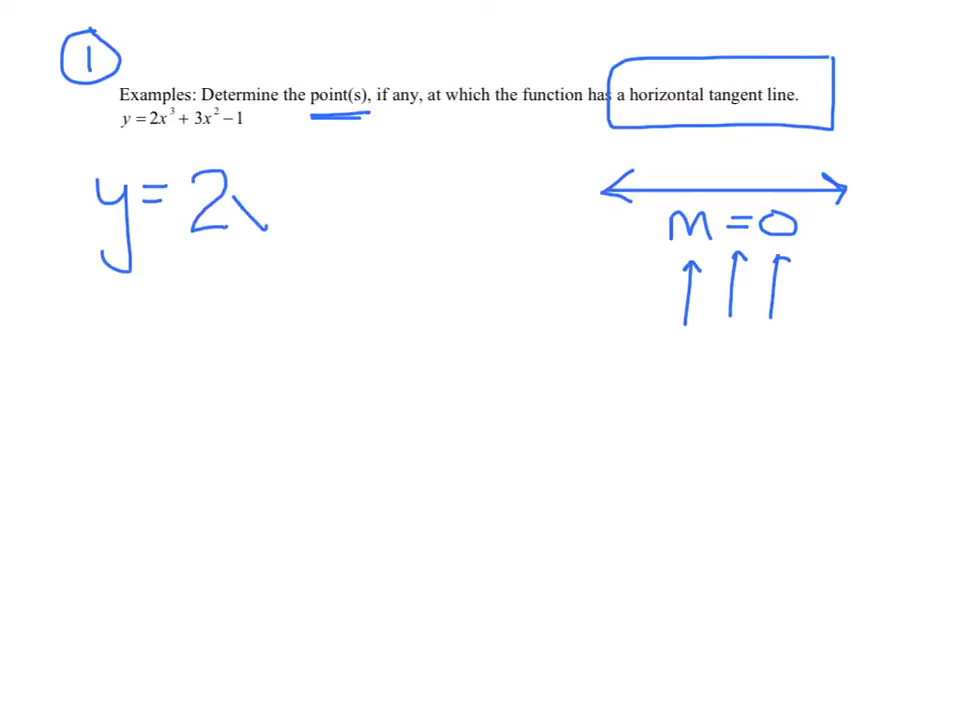 1
Examples: Determine the point(s), if any, at which the function has a horizontal tangent line.
y = 2x³ + 3x² − 1
y = 2
m = 0